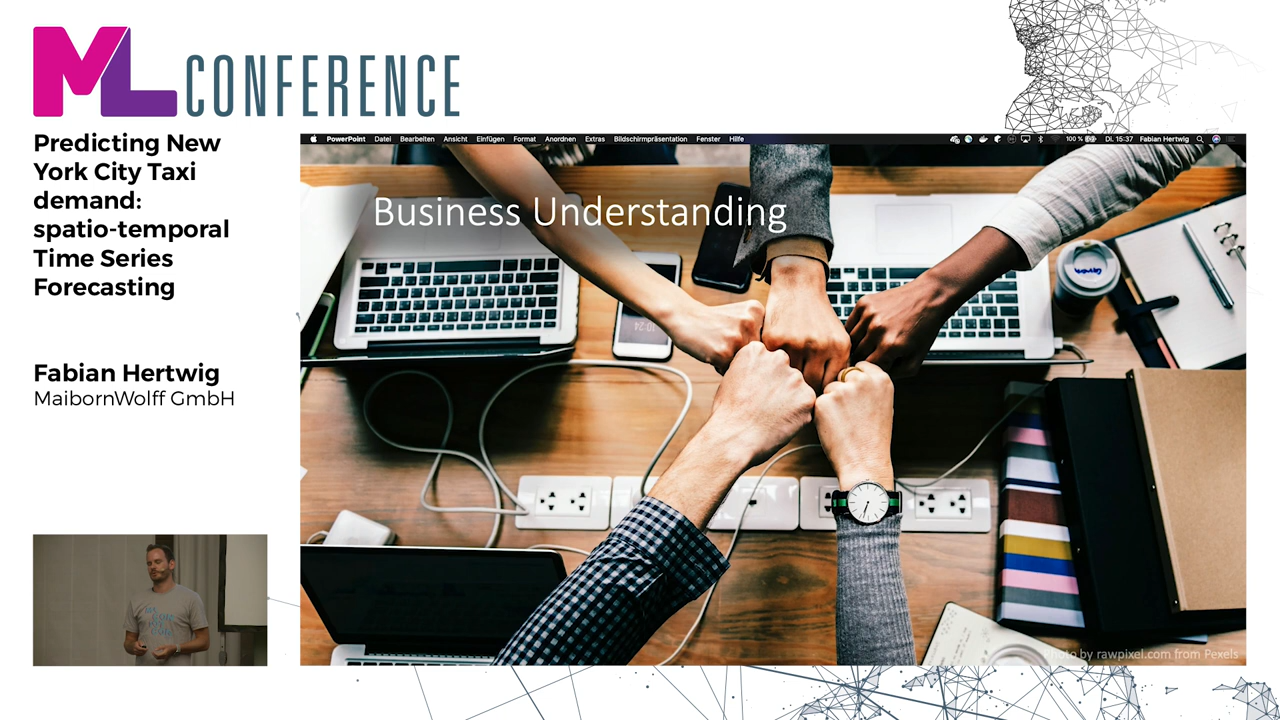 ML CONFERENCE
Predicting New
York City Taxi
demand:
spatio-temporal
Time Series
Forecasting
Fabian Hertwig
MaibornWolff GmbH
PowerPoint Datei Bearbeiten Ansicht Einfügen Format Anordnen Extras Bildschirmpräsentation Fenster Hilfe 100 % Di. 15:37 Fabian Hertwig
Business Understanding
10:24
Photo by rawpixel.com from Pexels